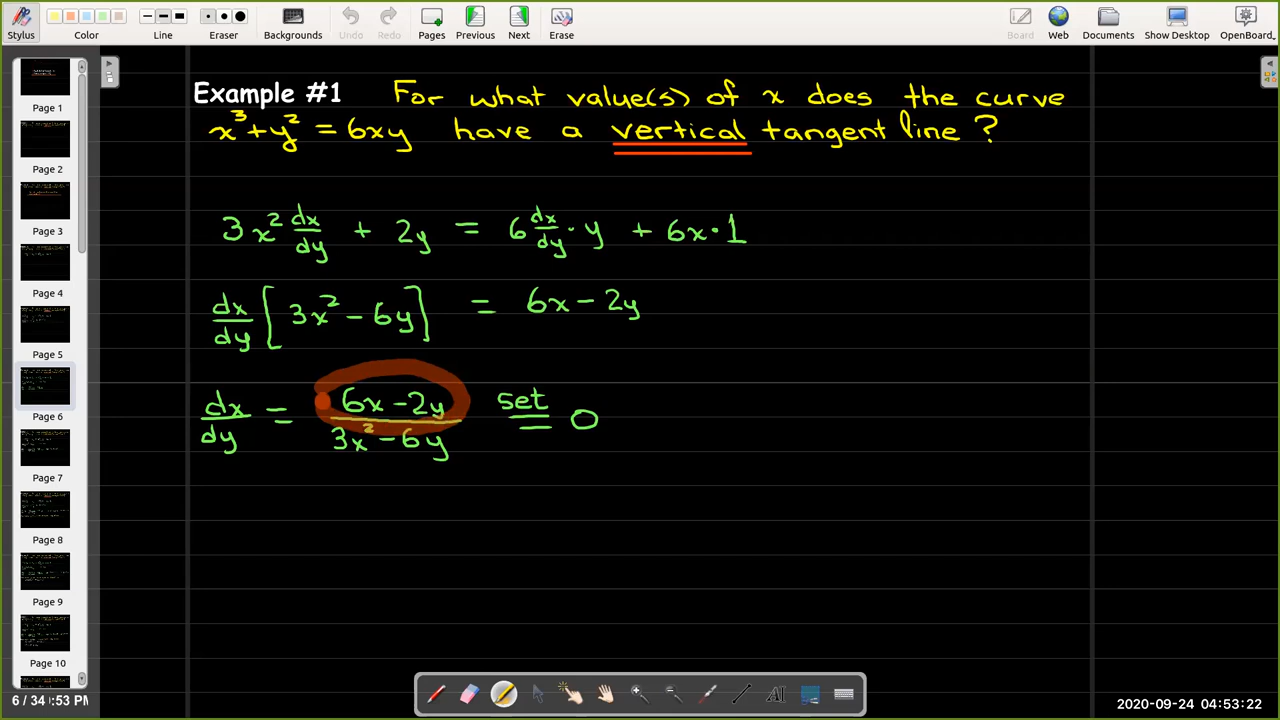 Stylus Color Line Eraser Backgrounds Undo Redo Pages Previous Next Erase Board Web Documents Show Desktop OpenBoard
Page 1
Page 2
Page 3
Page 4
Page 5
Page 6
Page 7
Page 8
Page 9
Page 10
Example #1 For what value(s) of x does the curve
x³+y²=6xy have a vertical tangent line?
3x² dx/dy + 2y = 6 dx/dy · y + 6x·1
dx/dy [3x² − 6y] = 6x − 2y
dx/dy = (6x − 2y)/(3x² − 6y) set = 0
6 / 34
2020-09-24 04:53:22